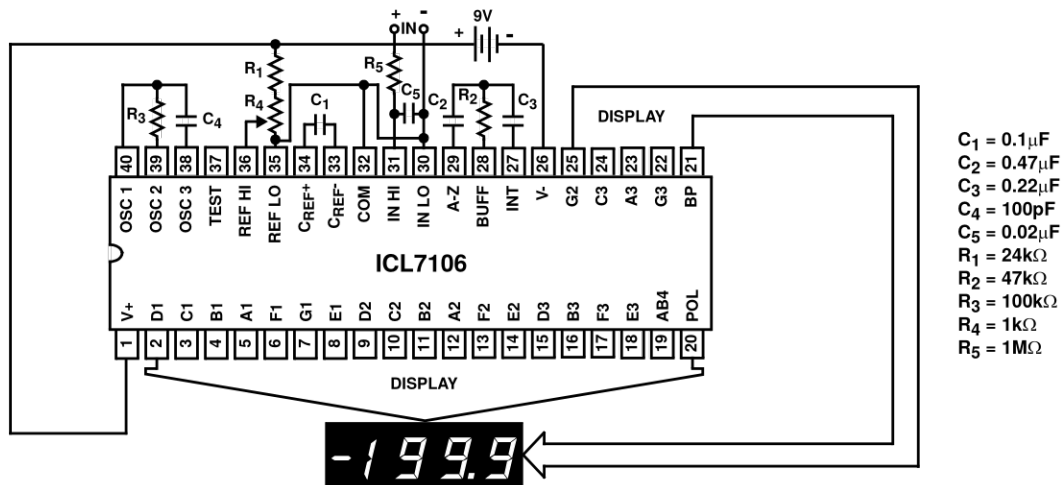 + IN -
9V
+ -
R1
R5
C5
C2
R2
C3
R4
C1
R3
C4
DISPLAY
40 39 38 37 36 35 34 33 32 31 30 29 28 27 26 25 24 23 22 21
OSC 1
OSC 2
OSC 3
TEST
REF HI
REF LO
CREF+
CREF-
COM
IN HI
IN LO
A-Z
BUFF
INT
V-
G2
C3
A3
G3
BP
ICL7106
V+
D1
C1
B1
A1
F1
G1
E1
D2
C2
B2
A2
F2
E2
D3
B3
F3
E3
AB4
POL
1 2 3 4 5 6 7 8 9 10 11 12 13 14 15 16 17 18 19 20
DISPLAY
-199.9
C1 = 0.1μF
C2 = 0.47μF
C3 = 0.22μF
C4 = 100pF
C5 = 0.02μF
R1 = 24kΩ
R2 = 47kΩ
R3 = 100kΩ
R4 = 1kΩ
R5 = 1MΩ